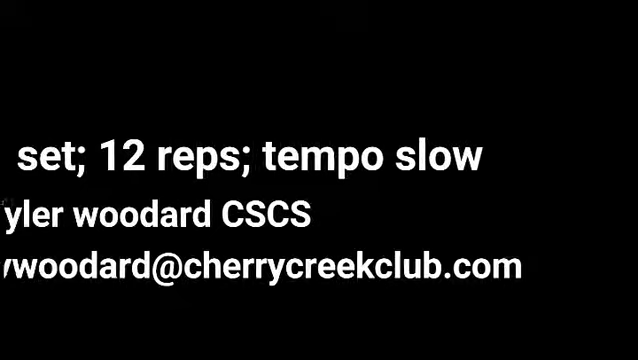 set; 12 reps; tempo slow
yler woodard CSCS
woodard@cherrycreekclub.com